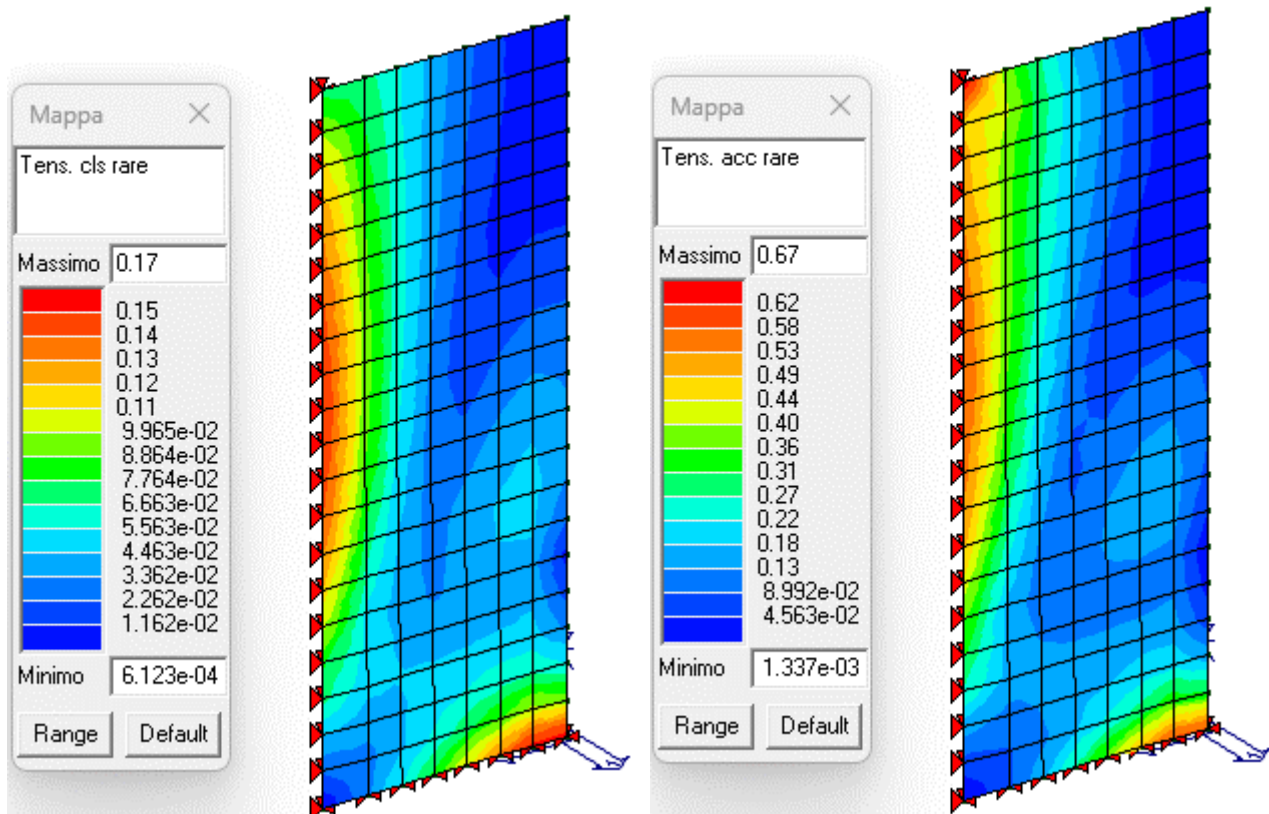 Mappa
Tens. cls rare
Massimo 0.17
0.15
0.14
0.13
0.12
0.11
9.965e-02
8.864e-02
7.764e-02
6.663e-02
5.563e-02
4.463e-02
3.362e-02
2.262e-02
1.162e-02
Minimo 6.123e-04
Range Default
Mappa
Tens. acc rare
Massimo 0.67
0.62
0.58
0.53
0.49
0.44
0.40
0.36
0.31
0.27
0.22
0.18
0.13
8.992e-02
4.563e-02
Minimo 1.337e-03
Range Default